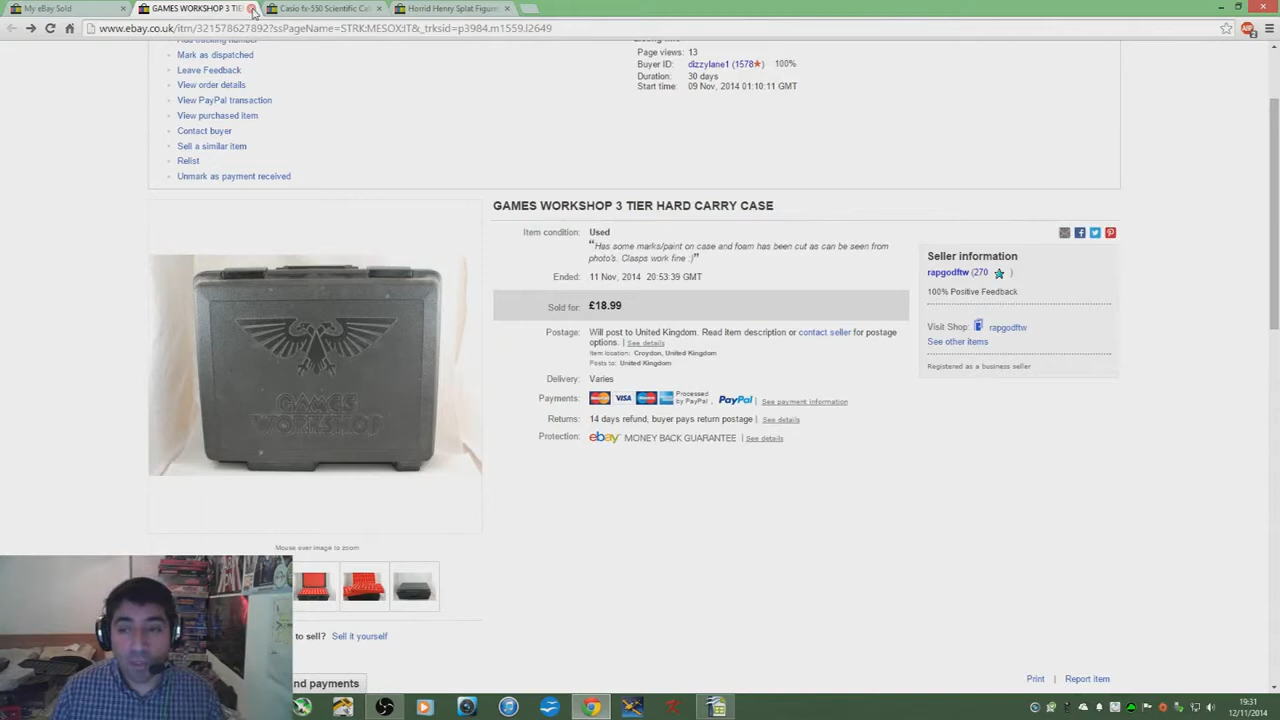 My eBay Sold
GAMES WORKSHOP 3 TIE
Casio fx-550 Scientific Cal
Horrid Henry Splat Figure
www.ebay.co.uk/itm/321578627892?ssPageName=STRK:MESOX:IT&_trksid=p3984.m1559.l2649
Add tracking number
Mark as dispatched
Leave Feedback
View order details
View PayPal transaction
View purchased item
Contact buyer
Sell a similar item
Relist
Unmark as payment received
Page views: 13
Buyer ID: dizzylane1 (1578) 100%
Duration: 30 days
Start time: 09 Nov, 2014 01:10:11 GMT
GAMES WORKSHOP 3 TIER HARD CARRY CASE
Item condition: Used
"Has some marks/paint on case and foam has been cut as can be seen from
photo's. Clasps work fine :)"
Ended: 11 Nov, 2014 20:53:39 GMT
Sold for: £18.99
Postage: Will post to United Kingdom. Read item description or contact seller for postage
options. | See details
Item location: Croydon, United Kingdom
Posts to: United Kingdom
Delivery: Varies
Payments: MasterCard VISA Processed by PayPal, PayPal | See payment information
Returns: 14 days refund, buyer pays return postage | See details
Protection: ebay MONEY BACK GUARANTEE | See details
Seller information
rapgodftw (270 )
100% Positive Feedback
Visit Shop: rapgodftw
See other items
Registered as a business seller
GAMES
WORKSHOP
Mouse over image to zoom
to sell? Sell it yourself
nd payments
Print | Report item
19:31
12/11/2014